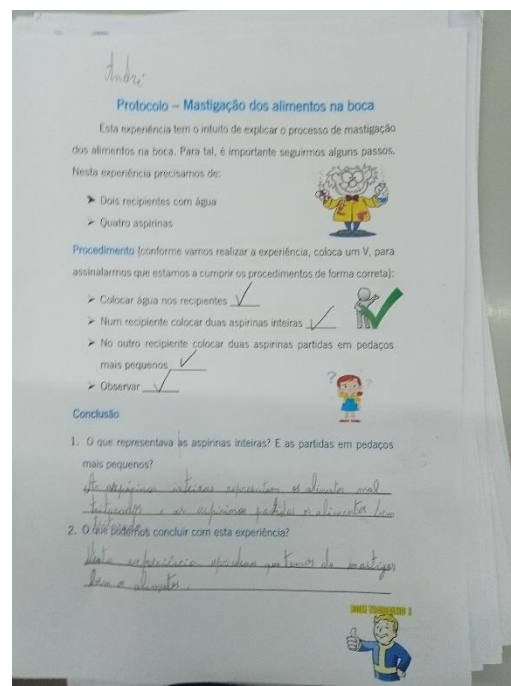 André
Protocolo – Mastigação dos alimentos na boca
Esta experiência tem o intuito de explicar o processo de mastigação
dos alimentos na boca. Para tal, é importante seguirmos alguns passos.
Nesta experiência precisamos de:
➤ Dois recipientes com água
➤ Quatro aspirinas
Procedimento (conforme vamos realizar a experiência, coloca um V, para
assinalarmos que estamos a cumprir os procedimentos de forma correta):
➤ Colocar água nos recipientes V
➤ Num recipiente colocar duas aspirinas inteiras V
➤ No outro recipiente colocar duas aspirinas partidas em pedaços
mais pequenos V
➤ Observar V
Conclusão
1. O que representava as aspirinas inteiras? E as partidas em pedaços
mais pequenos?
As aspirinas inteiras representam os alimentos mal
e as aspirinas partidas o alimentos bem
2. O que podemos concluir com esta experiência?
Nesta experiência que temos de mastigar
bem o alimentos.
BOM TRABALHO !